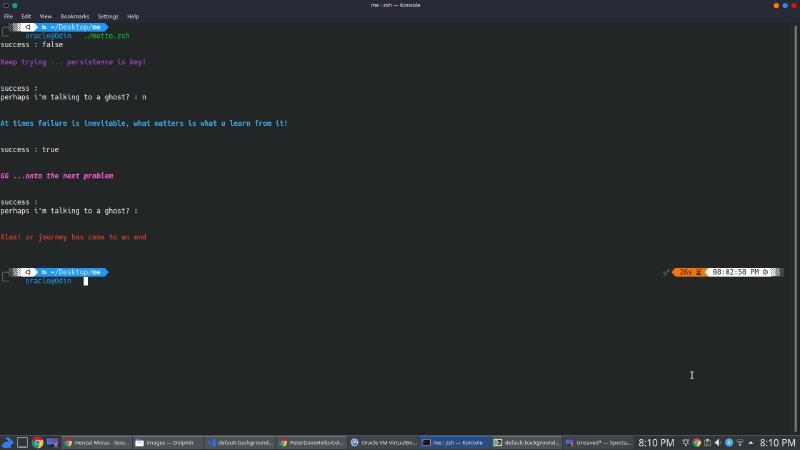 me : zsh — Konsole
File Edit View Bookmarks Settings Help
~/Desktop/me
oracle@Odin ./motto.zsh
success : false
Keep trying ... persistence is key!
success :
perhaps i'm talking to a ghost? : n
At times failure is inevitable, what matters is what u learn from it!
success : true
GG ...onto the next problem
success :
perhaps i'm talking to a ghost? :
Alas! ur journey has come to an end
~/Desktop/me 26s 08:02:58 PM
oracle@Odin
Henzel Moras - Goo... images — Dolphin default-background... PeterDaveHello/Col... Oracle VM VirtualBo... me : zsh — Konsole default-background... Unsaved* — Specta... 8:10 PM 8:10 PM